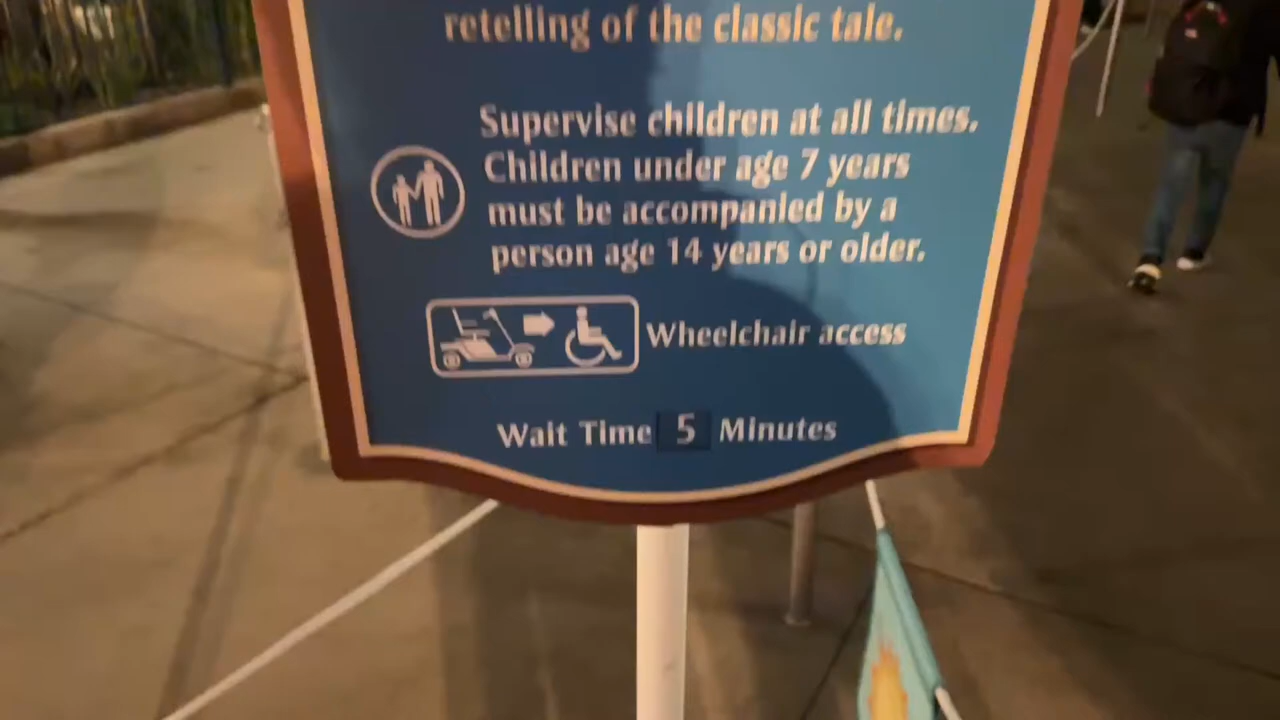 retelling of the classic tale.
Supervise children at all times.
Children under age 7 years
must be accompanied by a
person age 14 years or older.
Wheelchair access
Wait Time 5 Minutes